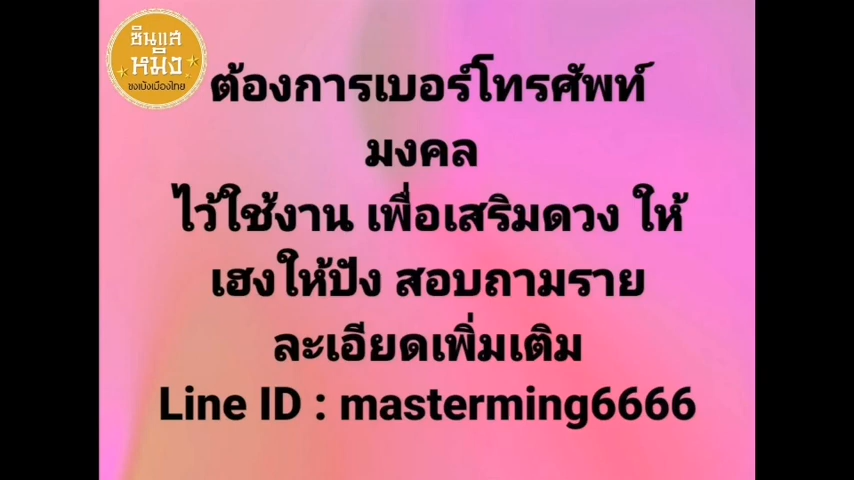 ซินแส
หมิง
ขงเบ้งเมืองไทย
ต้องการเบอร์โทรศัพท์
มงคล
ไว้ใช้งาน เพื่อเสริมดวง ให้
เฮงให้ปัง สอบถามราย
ละเอียดเพิ่มเติม
Line ID : masterming6666